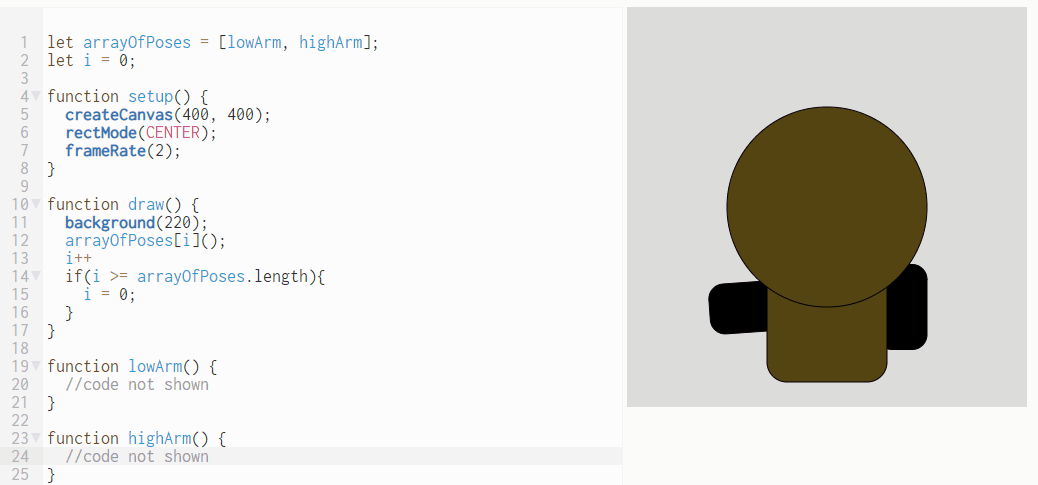 1 let arrayOfPoses = [lowArm, highArm];
2 let i = 0;
3
4 function setup() {
5   createCanvas(400, 400);
6   rectMode(CENTER);
7   frameRate(2);
8 }
9
10 function draw() {
11   background(220);
12   arrayOfPoses[i]();
13   i++
14   if(i >= arrayOfPoses.length){
15     i = 0;
16   }
17 }
18
19 function lowArm() {
20   //code not shown
21 }
22
23 function highArm() {
24   //code not shown
25 }